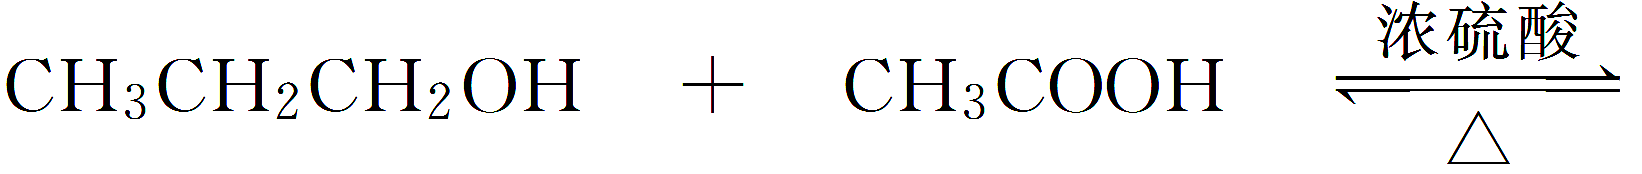 浓硫酸
CH₃CH₂CH₂OH + CH₃COOH ⇌
△